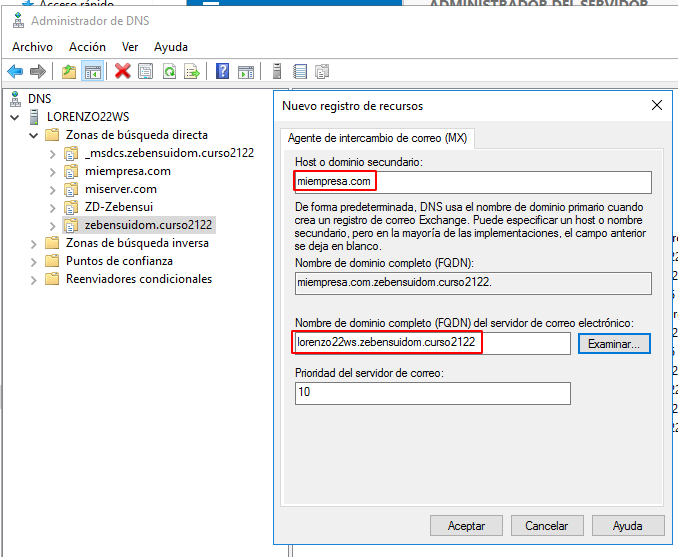 Acceso rápido
ADMINISTRADOR DEL SERVIDOR
Administrador de DNS
Archivo Acción Ver Ayuda
DNS
LORENZO22WS
Zonas de búsqueda directa
_msdcs.zebensuidom.curso2122
miempresa.com
miserver.com
ZD-Zebensui
zebensuidom.curso2122
Zonas de búsqueda inversa
Puntos de confianza
Reenviadores condicionales
Nuevo registro de recursos
Agente de intercambio de correo (MX)
Host o dominio secundario:
miempresa.com
De forma predeterminada, DNS usa el nombre de dominio primario cuando
crea un registro de correo Exchange. Puede especificar un host o nombre
secundario, pero en la mayoría de las implementaciones, el campo anterior
se deja en blanco.
Nombre de dominio completo (FQDN):
miempresa.com.zebensuidom.curso2122.
Nombre de dominio completo (FQDN) del servidor de correo electrónico:
lorenzo22ws.zebensuidom.curso2122
Examinar...
Prioridad del servidor de correo:
10
Aceptar Cancelar Ayuda